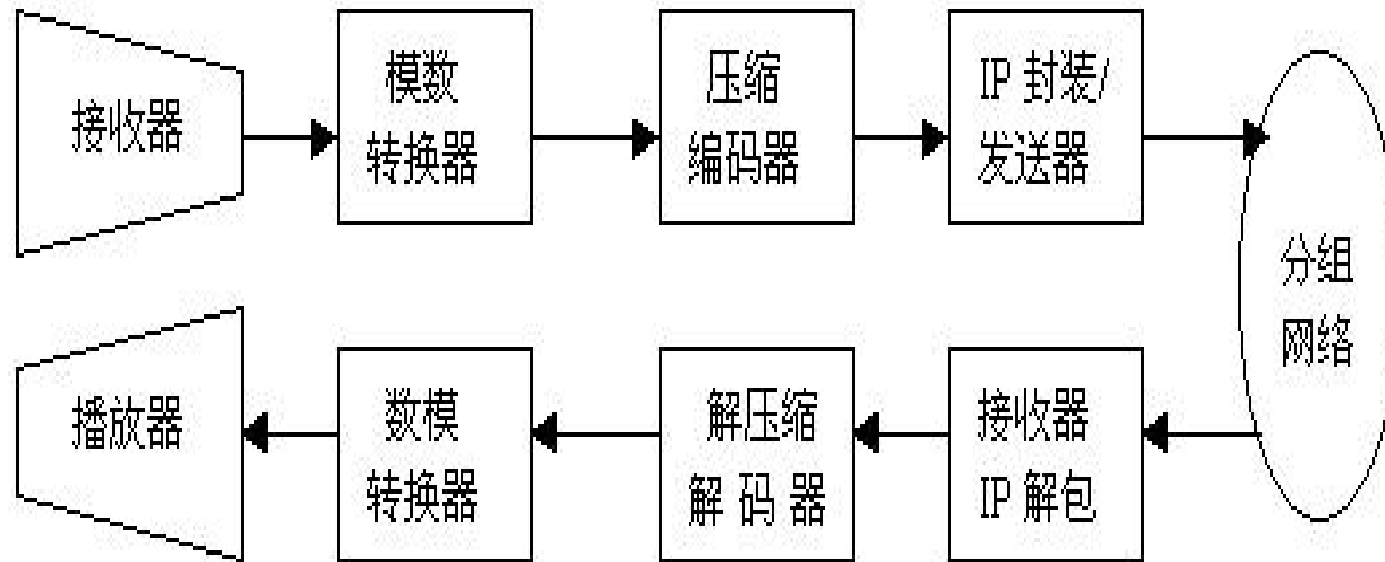 接收器
模数
转换器
压缩
编码器
IP 封装/
发送器
分组
网络
播放器
数模
转换器
解压缩
解 码 器
接收器
IP 解包